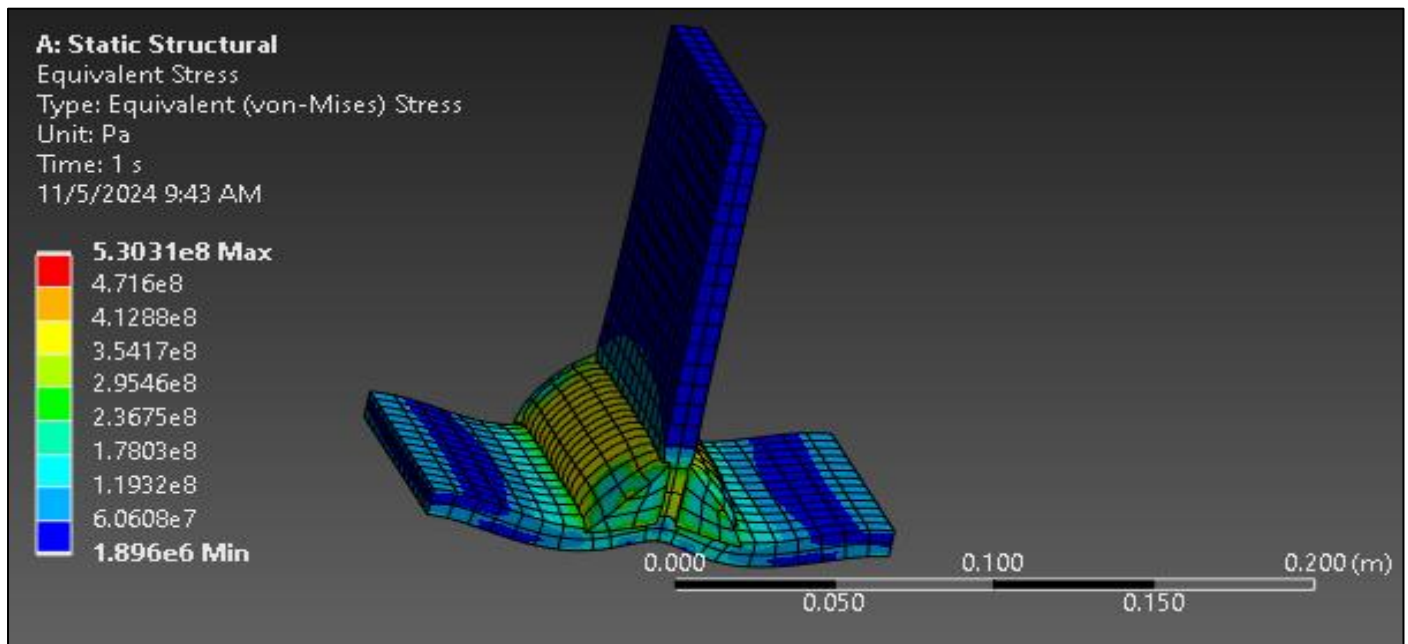 A: Static Structural
Equivalent Stress
Type: Equivalent (von-Mises) Stress
Unit: Pa
Time: 1 s
11/5/2024 9:43 AM
5.3031e8 Max
4.716e8
4.1288e8
3.5417e8
2.9546e8
2.3675e8
1.7803e8
1.1932e8
6.0608e7
1.896e6 Min
0.000 0.100 0.200 (m)
0.050 0.150